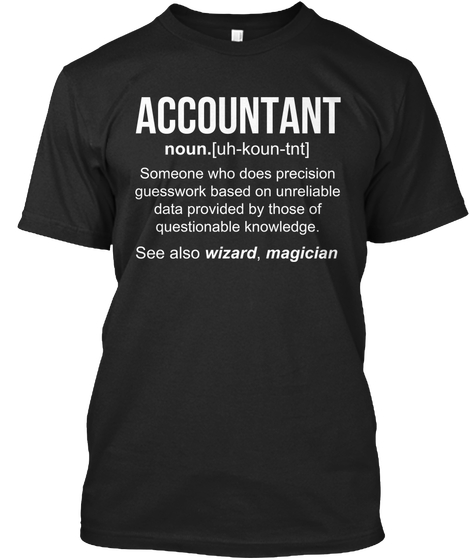 ACCOUNTANT
noun.[uh-koun-tnt]
Someone who does precision
guesswork based on unreliable
data provided by those of
questionable knowledge.
See also wizard, magician